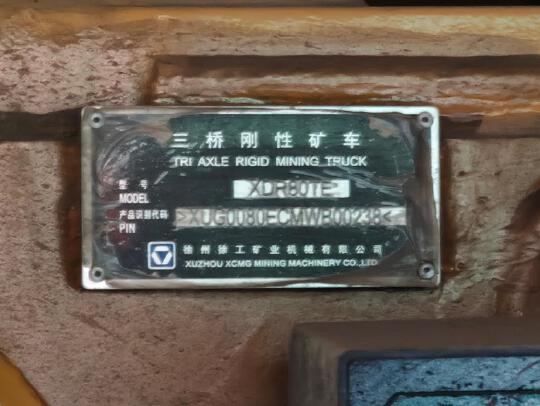 三桥刚性矿车
TRI AXLE RIGID MINING TRUCK
型号
MODEL
XDR80TE
产品识别代码
PIN
>XUG0080ECMWB00238<
徐州徐工矿业机械有限公司
XUZHOU XCMG MINING MACHINERY CO.,LTD.